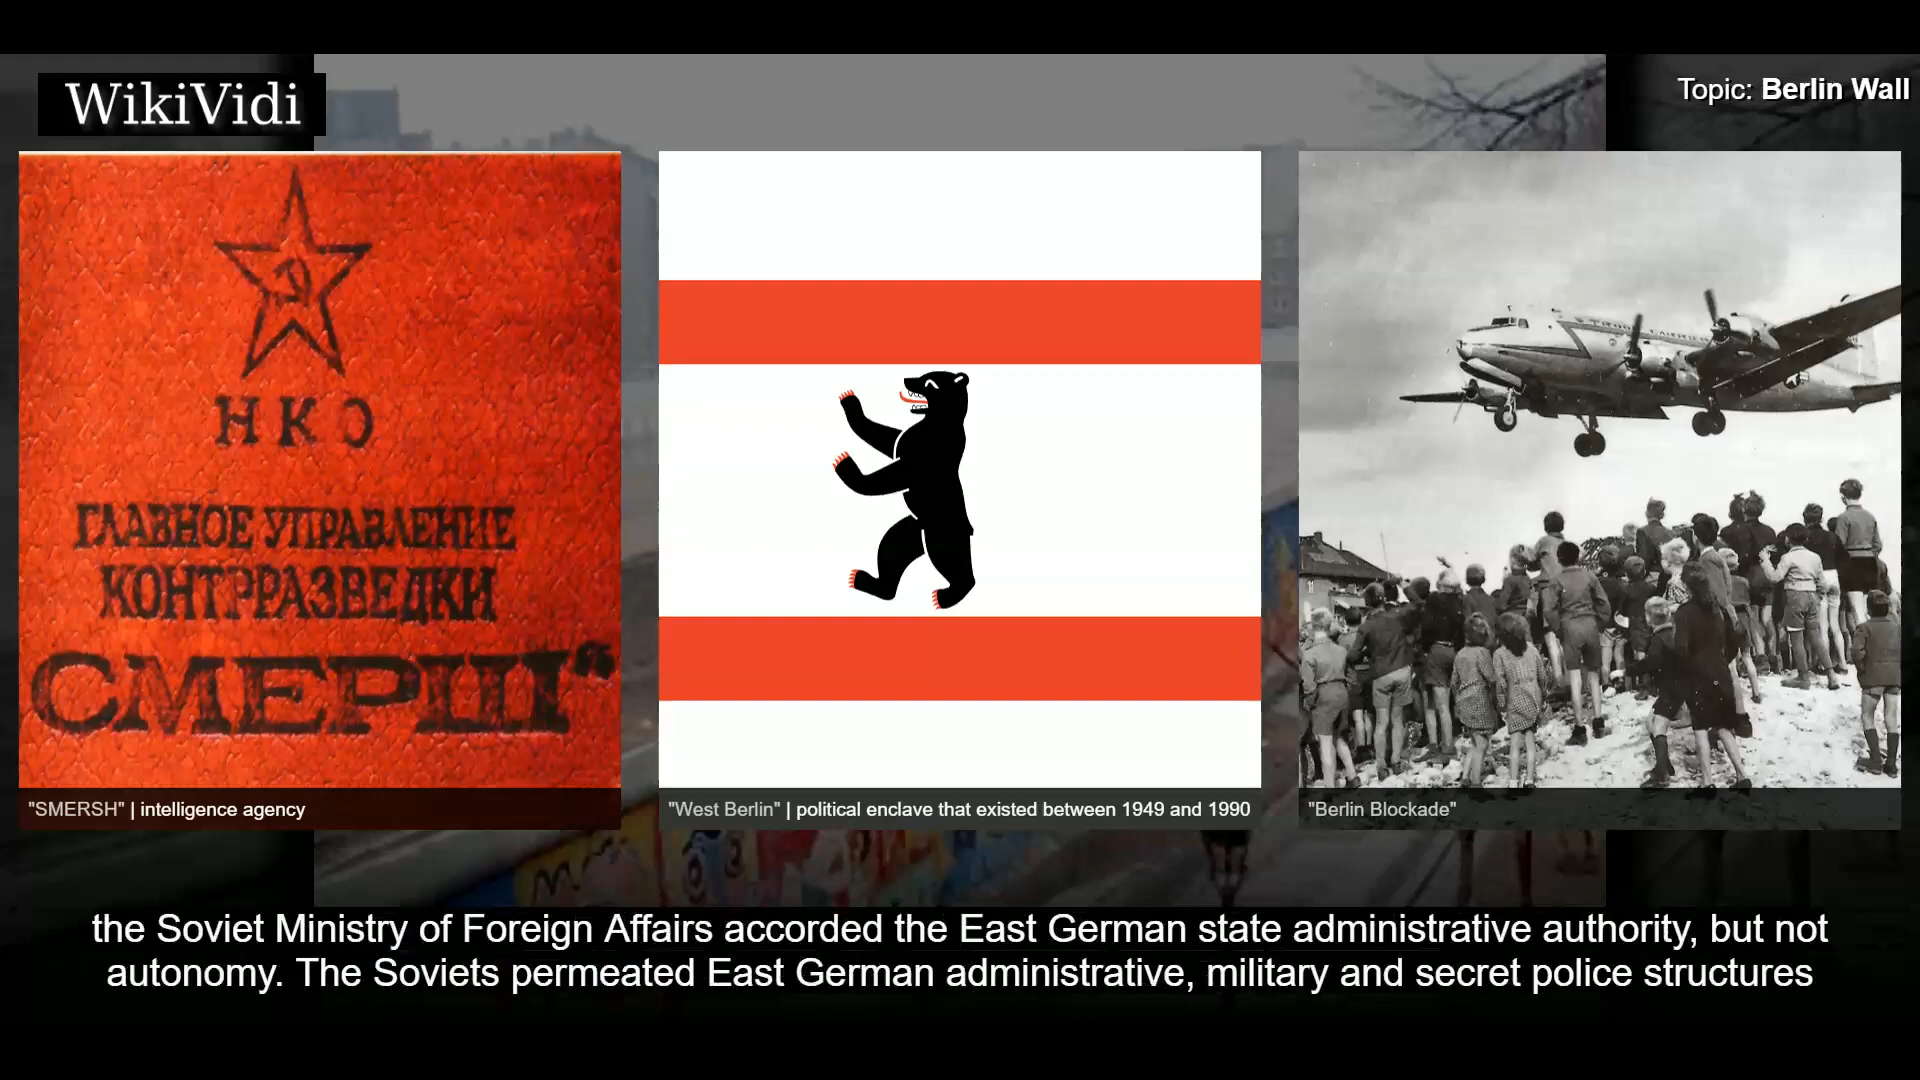 WikiVidi
Topic: Berlin Wall
НКО
ГЛАВНОЕ УПРАВЛЕНИЕ
КОНТРРАЗВЕДКИ
СМЕРШ"
"SMERSH" | intelligence agency
"West Berlin" | political enclave that existed between 1949 and 1990
"Berlin Blockade"
the Soviet Ministry of Foreign Affairs accorded the East German state administrative authority, but not
autonomy. The Soviets permeated East German administrative, military and secret police structures